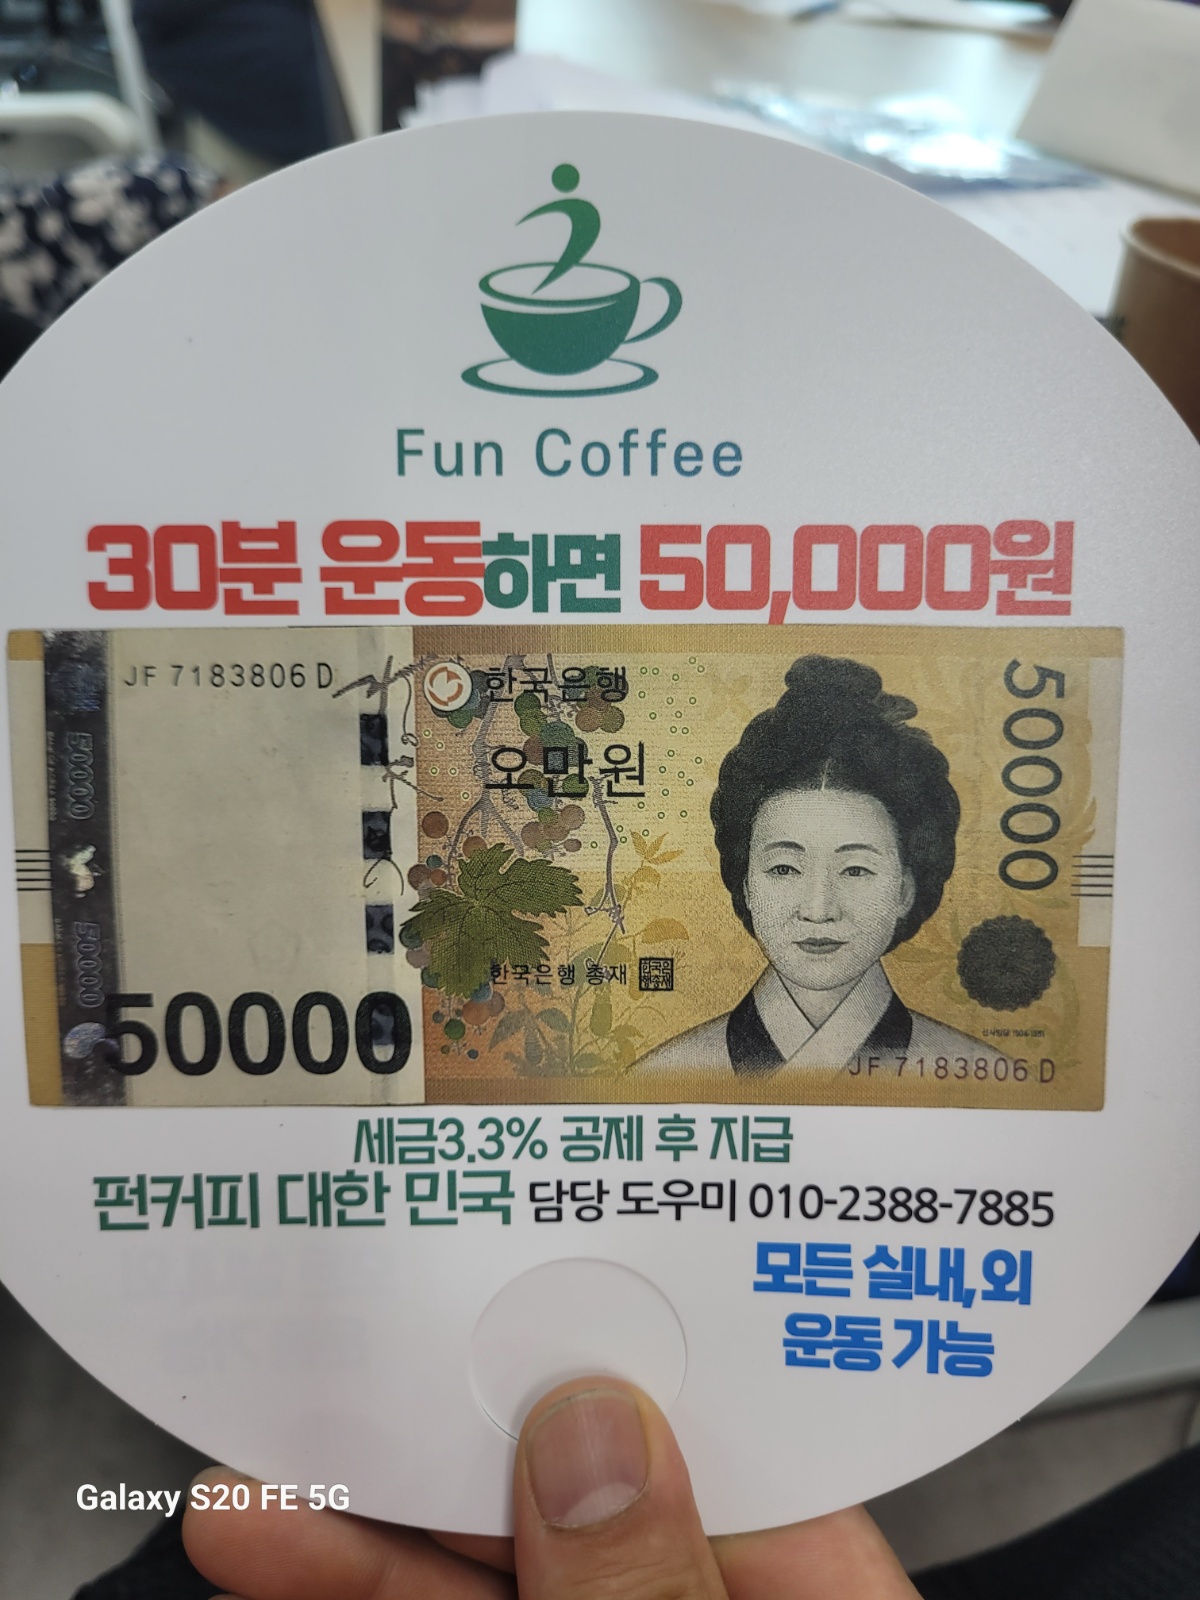 Fun Coffee
30분 운동하면 50,000원
JF 7183806 D
한국은행
오만원
50000
50000
50000
한국은행 총재
50000
JF 7183806 D
세금3.3% 공제 후 지급
펀커피 대한 민국 담당 도우미 010-2388-7885
모든 실내,외
운동 가능
Galaxy S20 FE 5G